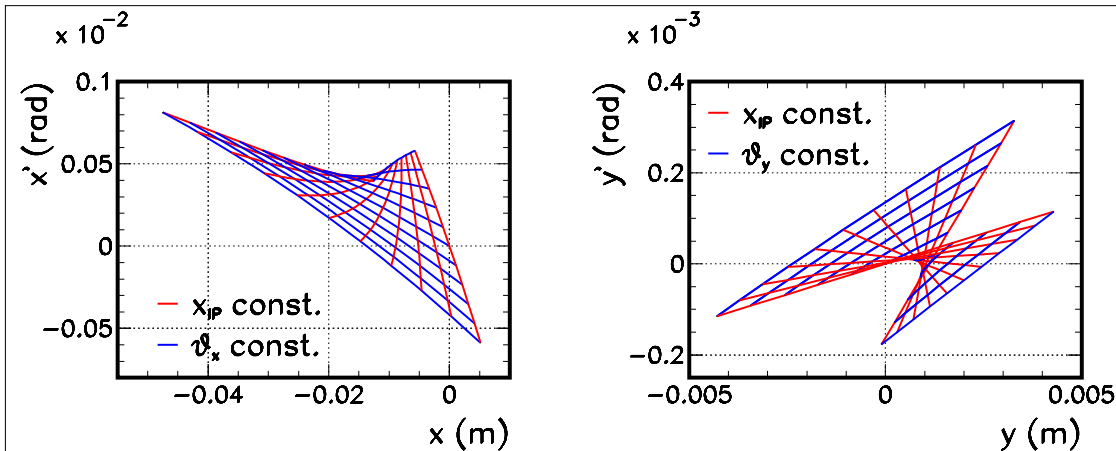 x 10⁻²
x' (rad)
0.1
0.05
0
−0.05
x_IP const.
ϑ_x const.
−0.04
−0.02
0
x (m)
x 10⁻³
y' (rad)
0.4
0.2
0
−0.2
x_IP const.
ϑ_y const.
−0.005
0
0.005
y (m)